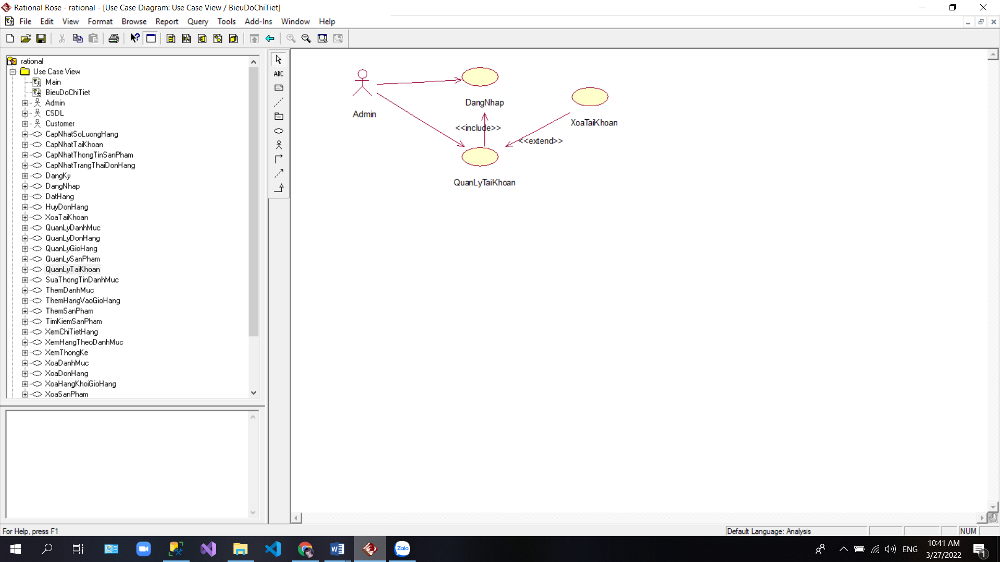 Rational Rose - rational - [Use Case Diagram: Use Case View / BieuDoChiTiet]
File Edit View Format Browse Report Query Tools Add-Ins Window Help
rational
Use Case View
Main
BieuDoChiTiet
Admin
CSDL
Customer
CapNhatSoLuongHang
CapNhatTaiKhoan
CapNhatThongTinSanPham
CapNhatTrangThaiDonHang
DangKy
DangNhap
DatHang
HuyDonHang
XoaTaiKhoan
QuanLyDanhMuc
QuanLyDonHang
QuanLyGioHang
QuanLySanPham
QuanLyTaiKhoan
SuaThongTinDanhMuc
ThemDanhMuc
ThemHangVaoGioHang
ThemSanPham
TimKiemSanPham
XemChiTietHang
XemHangTheoDanhMuc
XemThongKe
XoaDanhMuc
XoaDonHang
XoaHangKhoiGioHang
XoaSanPham
ABC
DangNhap
Admin
XoaTaiKhoan
<<include>>
<<extend>>
QuanLyTaiKhoan
For Help, press F1
Default Language: Analysis
NUM
Zalo
ENG
10:41 AM
3/27/2022
1